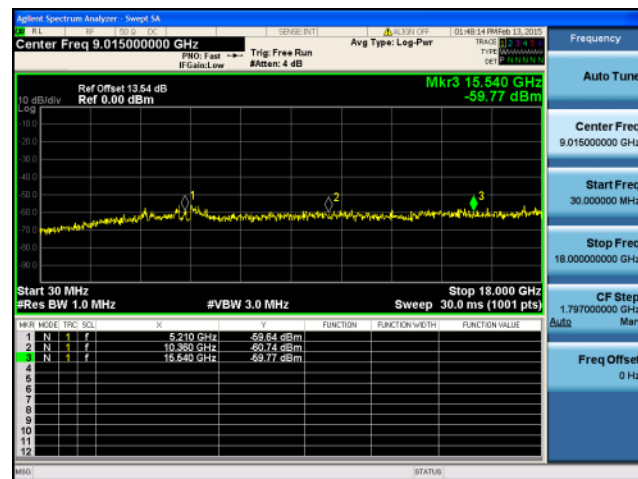 Agilent Spectrum Analyzer - Swept SA
RL RF 50 Ω DC SENSE:INT ALIGN OFF 01:48:14 PM Feb 13, 2015
Center Freq 9.015000000 GHz
PNO: Fast
IFGain:Low
Trig: Free Run
#Atten: 4 dB
Avg Type: Log-Pwr
TRACE 1 2 3 4 5 6
TYPE
DET P N N N N N
Mkr3 15.540 GHz
-59.77 dBm
Ref Offset 13.54 dB
10 dB/div Ref 0.00 dBm
Log
-10.0
-20.0
-30.0
-40.0
-50.0
-60.0
-70.0
-80.0
-90.0
1
2
3
Start 30 MHz Stop 18.000 GHz
#Res BW 1.0 MHz #VBW 3.0 MHz Sweep 30.0 ms (1001 pts)
MKR MODE TRC SCL X Y FUNCTION FUNCTION WIDTH FUNCTION VALUE
1 N 1 f 5.210 GHz -59.64 dBm
2 N 1 f 10.360 GHz -60.74 dBm
3 N 1 f 15.540 GHz -59.77 dBm
4
5
6
7
8
9
10
11
12
MSG STATUS
Frequency
Auto Tune
Center Freq
9.015000000 GHz
Start Freq
30.000000 MHz
Stop Freq
18.000000000 GHz
CF Step
1.797000000 GHz
Auto Man
Freq Offset
0 Hz